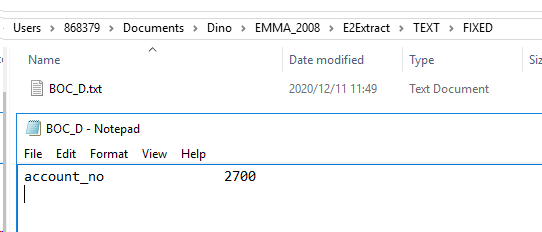 Users > 868379 > Documents > Dino > EMMA_2008 > E2Extract > TEXT > FIXED
Name Date modified Type Siz
BOC_D.txt 2020/12/11 11:49 Text Document
BOC_D - Notepad
File Edit Format View Help
account_no 2700